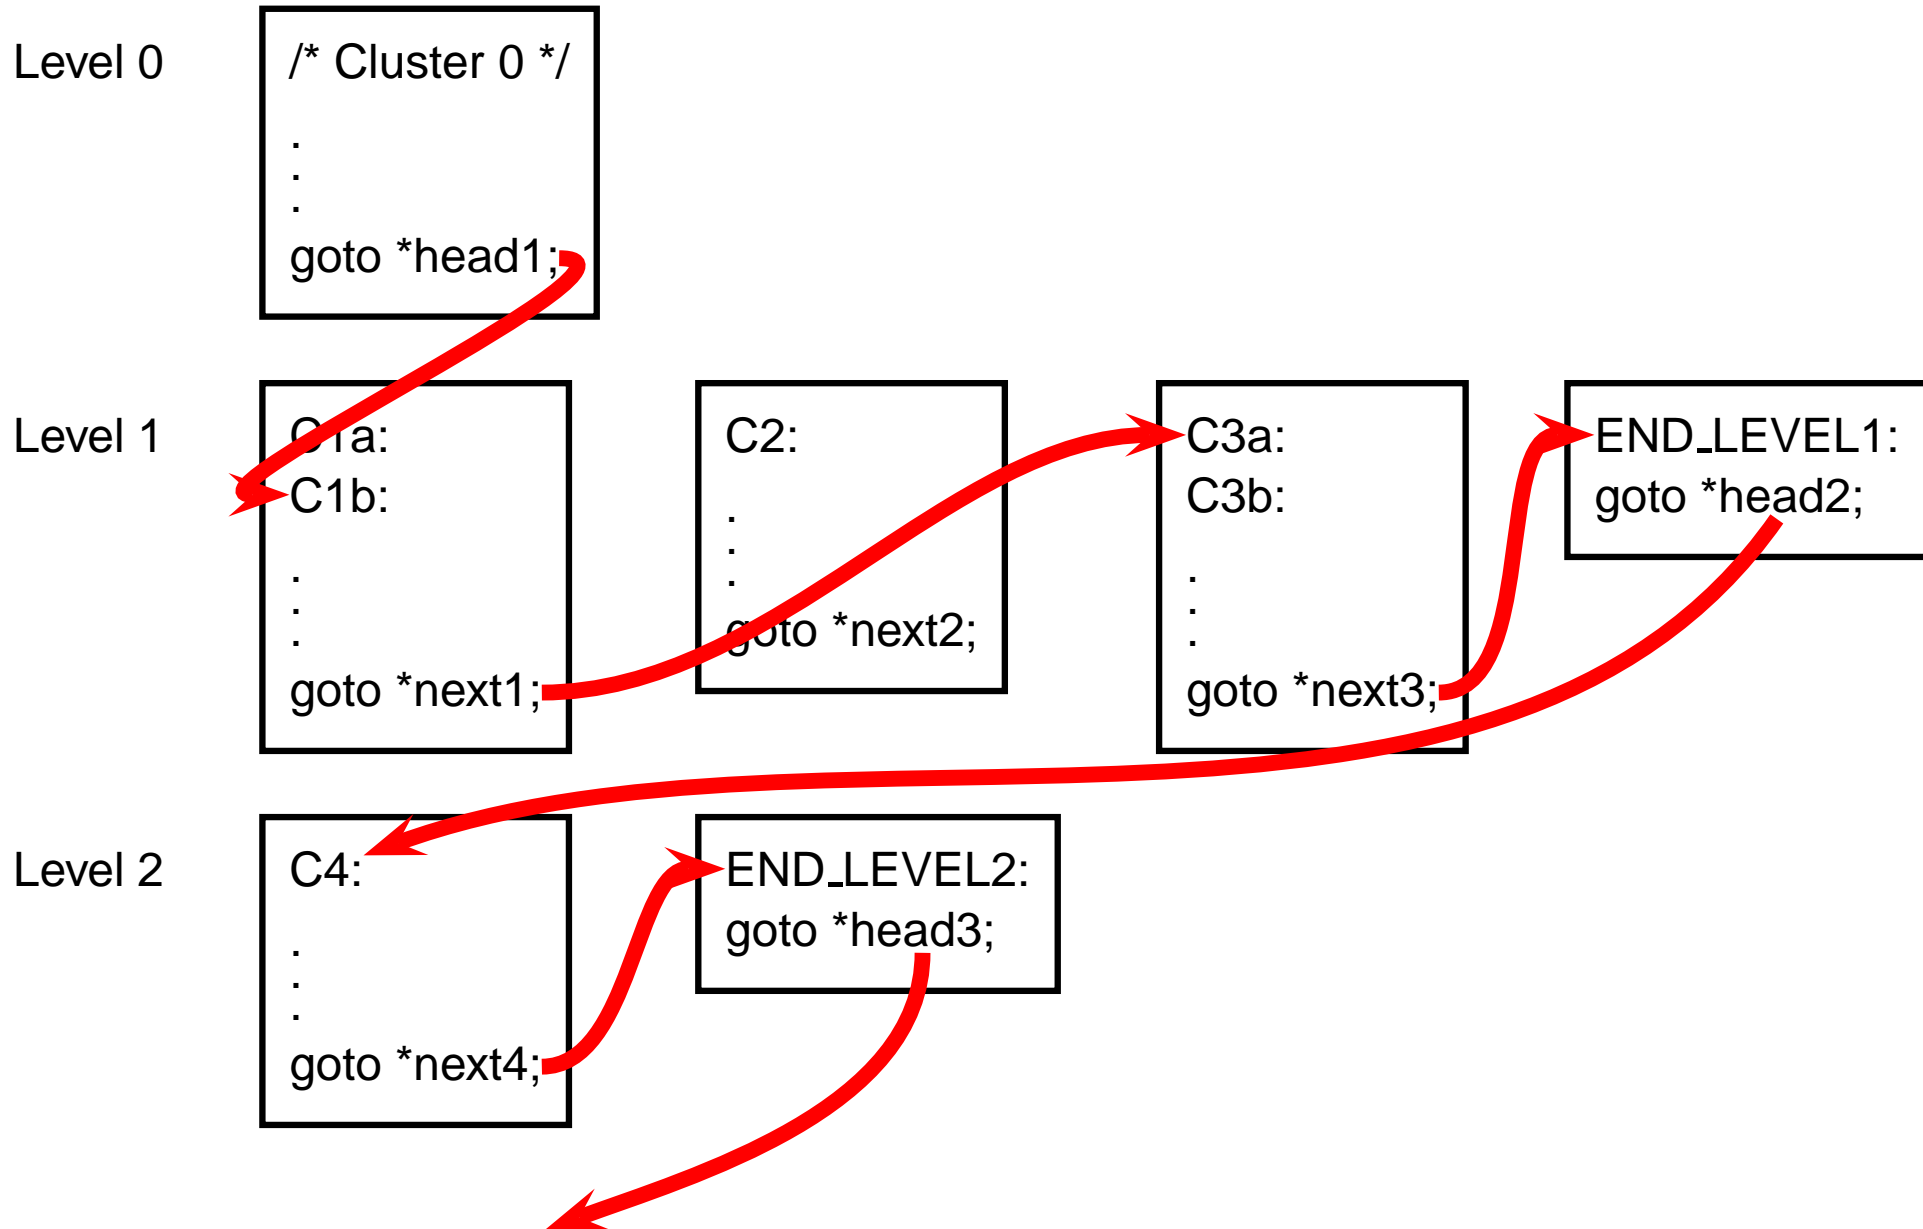 Level 0
/* Cluster 0 */
.
.
.
goto *head1;
Level 1
C1a:
C1b:
.
.
.
goto *next1;
C2:
.
.
.
goto *next2;
C3a:
C3b:
.
.
.
goto *next3;
END_LEVEL1:
goto *head2;
Level 2
C4:
.
.
.
goto *next4;
END_LEVEL2:
goto *head3;